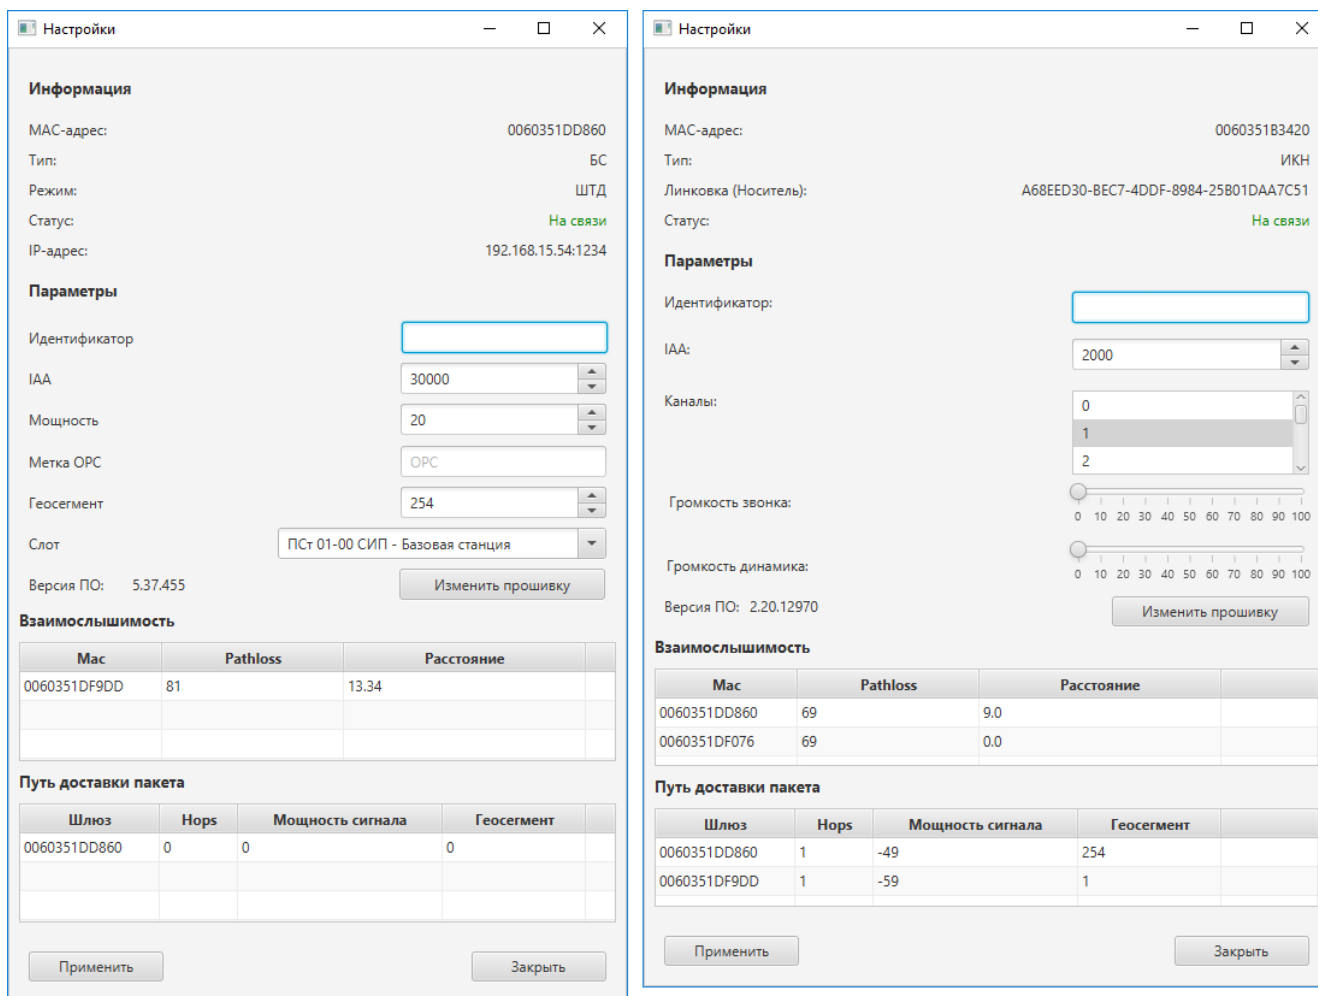 Настройки
Информация
МАС-адрес: 0060351DD860
Тип: БС
Режим: ШТД
Статус: На связи
IP-адрес: 192.168.15.54:1234
Параметры
Идентификатор
IAA 30000
Мощность 20
Метка ОРС ОРС
Геосегмент 254
Слот ПСт 01-00 СИП - Базовая станция
Версия ПО: 5.37.455 Изменить прошивку
Взаимослышимость
Mac Pathloss Расстояние
0060351DF9DD 81 13.34
Путь доставки пакета
Шлюз Hops Мощность сигнала Геосегмент
0060351DD860 0 0 0
Применить Закрыть
Настройки
Информация
МАС-адрес: 0060351B3420
Тип: ИКН
Линковка (Носитель): A68EED30-BEC7-4DDF-8984-25B01DAA7C51
Статус: На связи
Параметры
Идентификатор:
IAA: 2000
Каналы: 0
1
2
Громкость звонка:
0 10 20 30 40 50 60 70 80 90 100
Громкость динамика:
0 10 20 30 40 50 60 70 80 90 100
Версия ПО: 2.20.12970 Изменить прошивку
Взаимослышимость
Mac Pathloss Расстояние
0060351DD860 69 9.0
0060351DF076 69 0.0
Путь доставки пакета
Шлюз Hops Мощность сигнала Геосегмент
0060351DD860 1 -49 254
0060351DF9DD 1 -59 1
Применить Закрыть